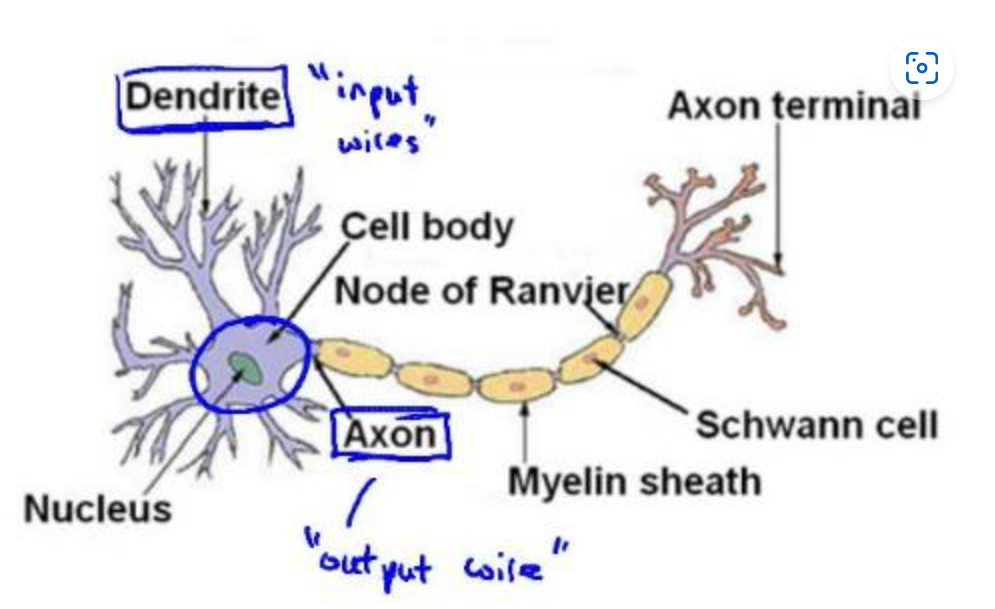 Dendrite
"input
wires"
Axon terminal
Cell body
Node of Ranvier
Axon
Schwann cell
Myelin sheath
Nucleus
"output wire"